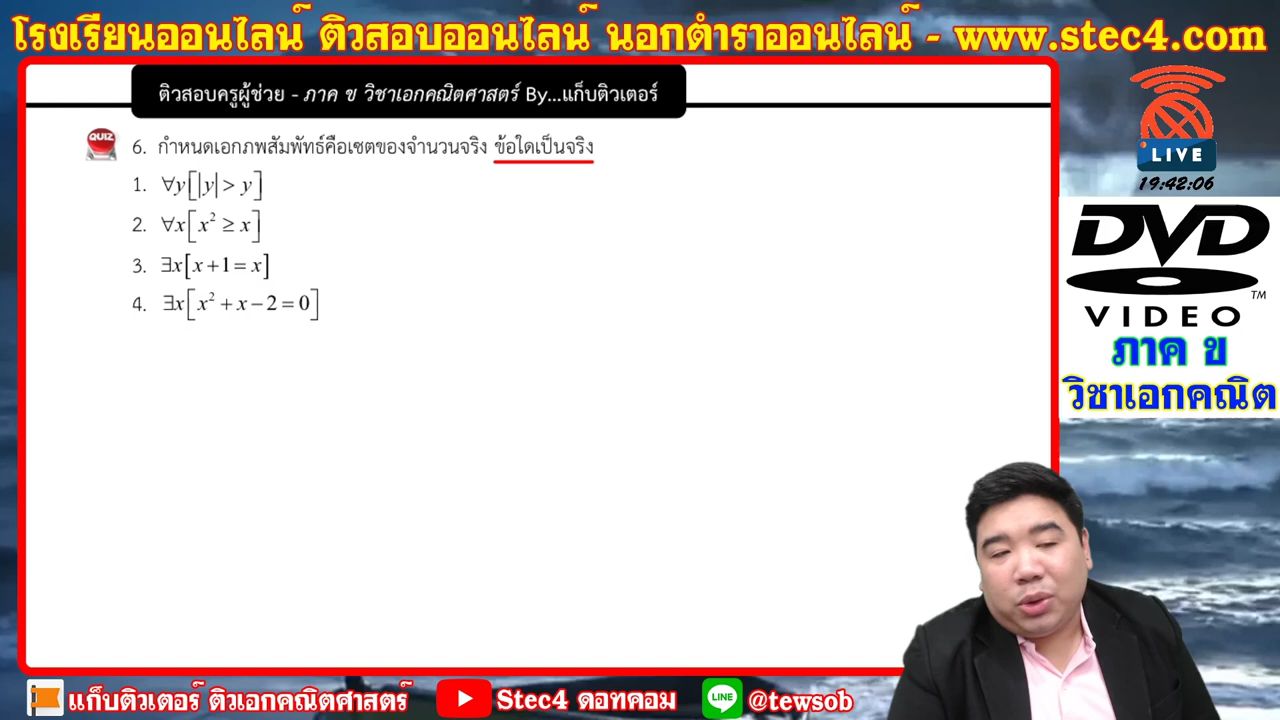 โรงเรียนออนไลน์ ติวสอบออนไลน์ นอกตำราออนไลน์ - www.stec4.com
ติวสอบครูผู้ช่วย - ภาค ข วิชาเอกคณิตศาสตร์ By...แก็บติวเตอร์
QUIZ
6. กำหนดเอกภพสัมพัทธ์คือเซตของจำนวนจริง ข้อใดเป็นจริง
1. ∀y[|y| > y]
2. ∀x[x² ≥ x]
3. ∃x[x + 1 = x]
4. ∃x[x² + x − 2 = 0]
LIVE
19:42:06
DVD
TM
VIDEO
ภาค ข
วิชาเอกคณิต
แก็บติวเตอร์ ติวเอกคณิตศาสตร์
Stec4 ดอทคอม
LINE
@tewsob